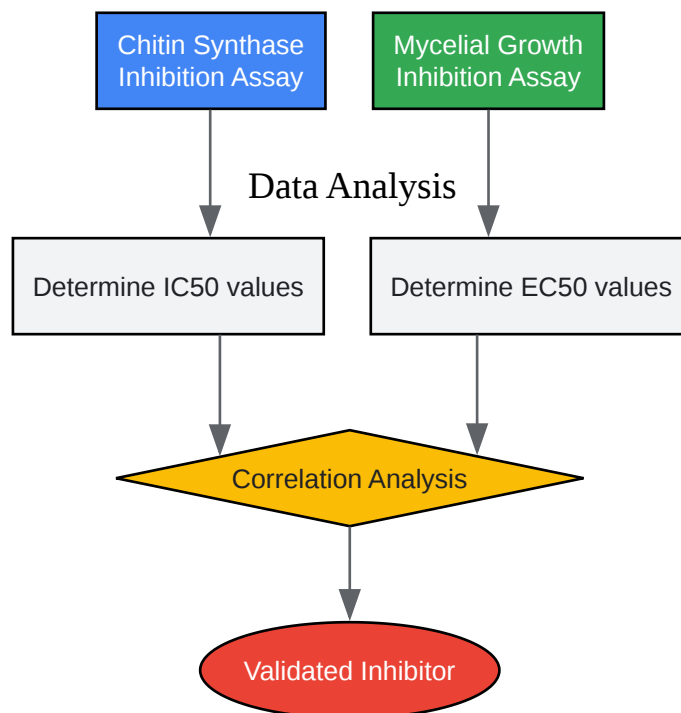 Chitin Synthase
Inhibition Assay
Mycelial Growth
Inhibition Assay
Data Analysis
Determine IC50 values
Determine EC50 values
Correlation Analysis
Validated Inhibitor